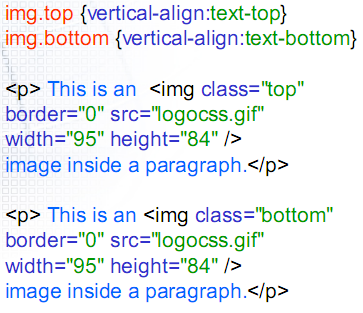 img.top {vertical-align:text-top}
img.bottom {vertical-align:text-bottom}
<p> This is an  <img class="top"
border="0" src="logocss.gif"
width="95" height="84" />
image inside a paragraph.</p>
<p> This is an <img class="bottom"
border="0" src="logocss.gif"
width="95" height="84" />
image inside a paragraph.</p>